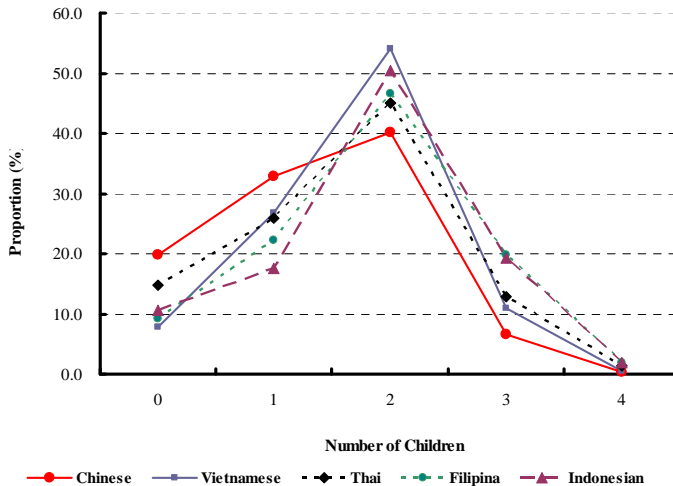 60.0
50.0
40.0
30.0
20.0
10.0
0.0
Proportion (%)
0 1 2 3 4
Number of Children
Chinese Vietnamese Thai Filipina Indonesian